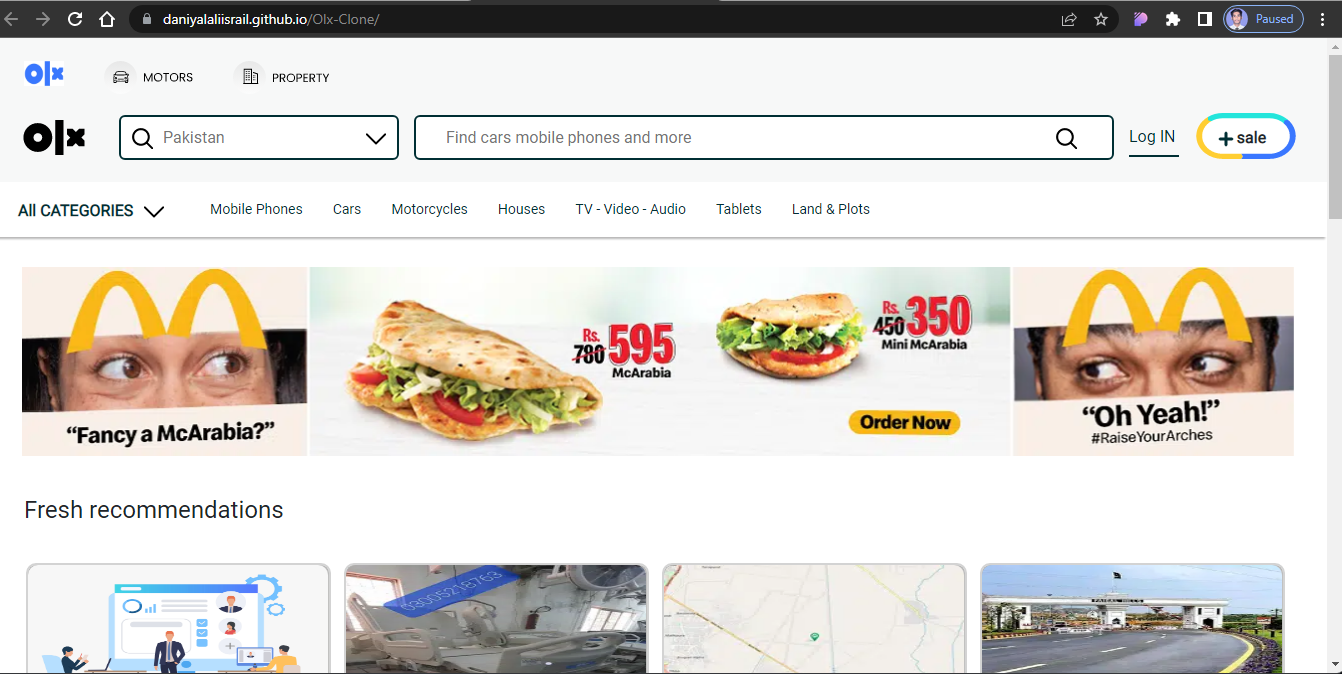 daniyalaliisrail.github.io/Olx-Clone/
Paused
olx
MOTORS
PROPERTY
olx
Pakistan
Find cars mobile phones and more
Log IN
+ sale
All CATEGORIES
Mobile Phones
Cars
Motorcycles
Houses
TV - Video - Audio
Tablets
Land & Plots
“Fancy a McArabia?”
Rs.
780 595
McArabia
Rs.
450 350
Mini McArabia
Order Now
“Oh Yeah!”
#RaiseYourArches
Fresh recommendations
03005218763